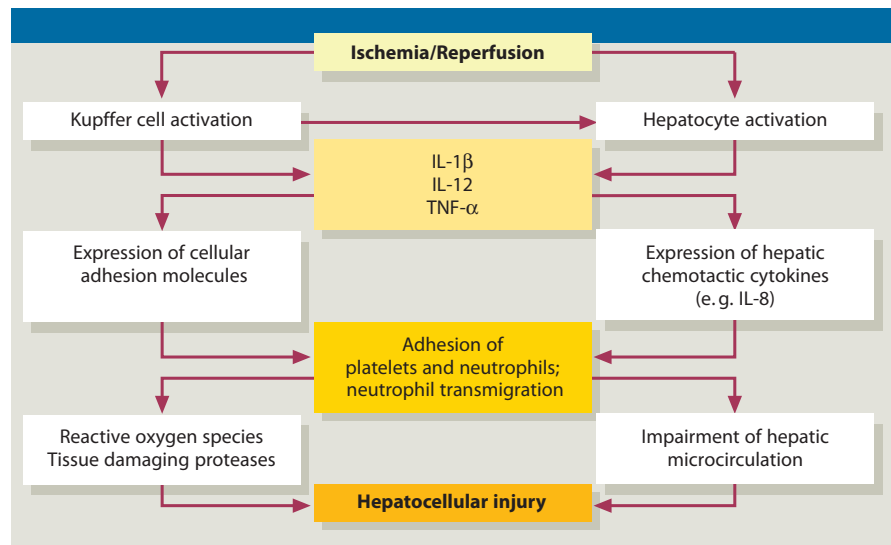 Ischemia/Reperfusion
Kupffer cell activation
Hepatocyte activation
IL-1β
IL-12
TNF-α
Expression of cellular
adhesion molecules
Expression of hepatic
chemotactic cytokines
(e. g. IL-8)
Adhesion of
platelets and neutrophils;
neutrophil transmigration
Reactive oxygen species
Tissue damaging proteases
Impairment of hepatic
microcirculation
Hepatocellular injury